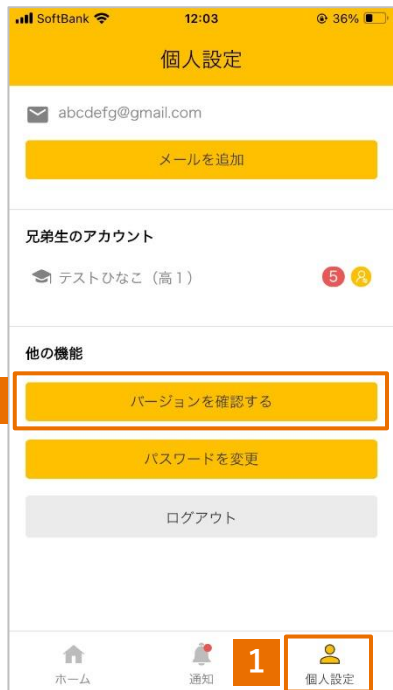 SoftBank 12:03 36%
個人設定
abcdefg@gmail.com
メールを追加
兄弟生のアカウント
テストひなこ（高1） 5
他の機能
バージョンを確認する
パスワードを変更
ログアウト
1
ホーム 通知 個人設定